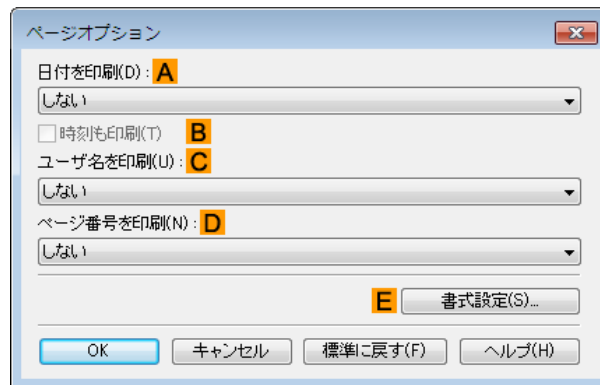 ページオプション
日付を印刷(D) : A
しない
時刻も印刷(T) B
ユーザ名を印刷(U) : C
しない
ページ番号を印刷(N) : D
しない
E 書式設定(S)...
OK キャンセル 標準に戻す(F) ヘルプ(H)